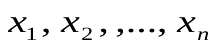 x₁, x₂, ,..., xₙ